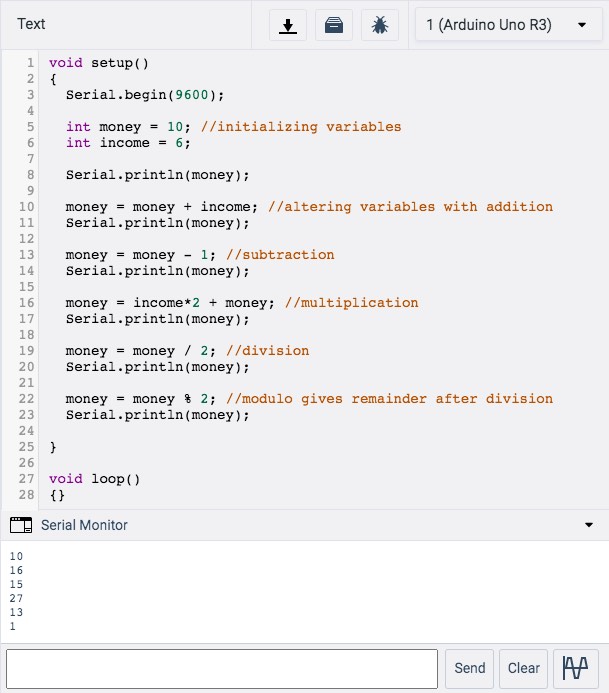 Text
1 (Arduino Uno R3)
1 void setup()
2 {
3   Serial.begin(9600);
4
5   int money = 10; //initializing variables
6   int income = 6;
7
8   Serial.println(money);
9
10   money = money + income; //altering variables with addition
11   Serial.println(money);
12
13   money = money - 1; //subtraction
14   Serial.println(money);
15
16   money = income*2 + money; //multiplication
17   Serial.println(money);
18
19   money = money / 2; //division
20   Serial.println(money);
21
22   money = money % 2; //modulo gives remainder after division
23   Serial.println(money);
24
25 }
26
27 void loop()
28 {}
Serial Monitor
10
16
15
27
13
1
Send Clear